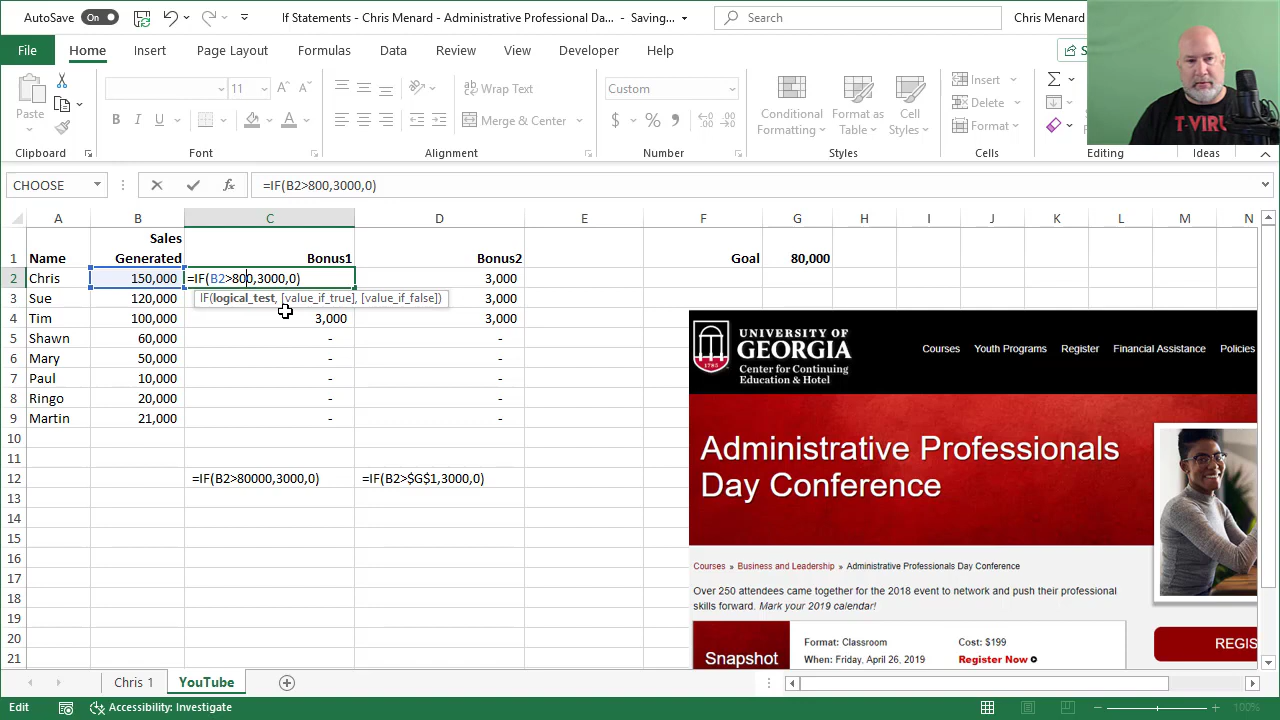 AutoSave On If Statements - Chris Menard - Administrative Professional Da... - Saving... Search Chris Menard
File Home Insert Page Layout Formulas Data Review View Developer Help
Paste 11 A A Wrap Text Custom Conditional Format as Cell Insert
B I U A Merge & Center $ % Formatting Table Styles Delete
Format
Clipboard Font Alignment Number Styles Cells Editing Ideas
T-VIRU
CHOOSE fx =IF(B2>800,3000,0)
A B C D E F G H I J K L M N
Sales
1 Name Generated Bonus1 Bonus2 Goal 80,000
2 Chris 150,000 =IF(B2>800,3000,0) 3,000
3 Sue 120,000 IF(logical_test, [value_if_true], [value_if_false]) 3,000
4 Tim 100,000 3,000 3,000
5 Shawn 60,000 - -
6 Mary 50,000 - -
7 Paul 10,000 - -
8 Ringo 20,000 - -
9 Martin 21,000 - -
10
11
12 =IF(B2>80000,3000,0) =IF(B2>$G$1,3000,0)
13
14
15
16
17
18
19
20
21
UNIVERSITY OF
GEORGIA
1785
Center for Continuing
Education & Hotel
Courses Youth Programs Register Financial Assistance Policies
Administrative Professionals
Day Conference
Courses » Business and Leadership » Administrative Professionals Day Conference
Over 250 attendees came together for the 2018 event to network and push their professional
skills forward. Mark your 2019 calendar!
Snapshot
Format: Classroom Cost: $199
When: Friday, April 26, 2019 Register Now
REGIS
Chris 1 YouTube
Edit Accessibility: Investigate 100%